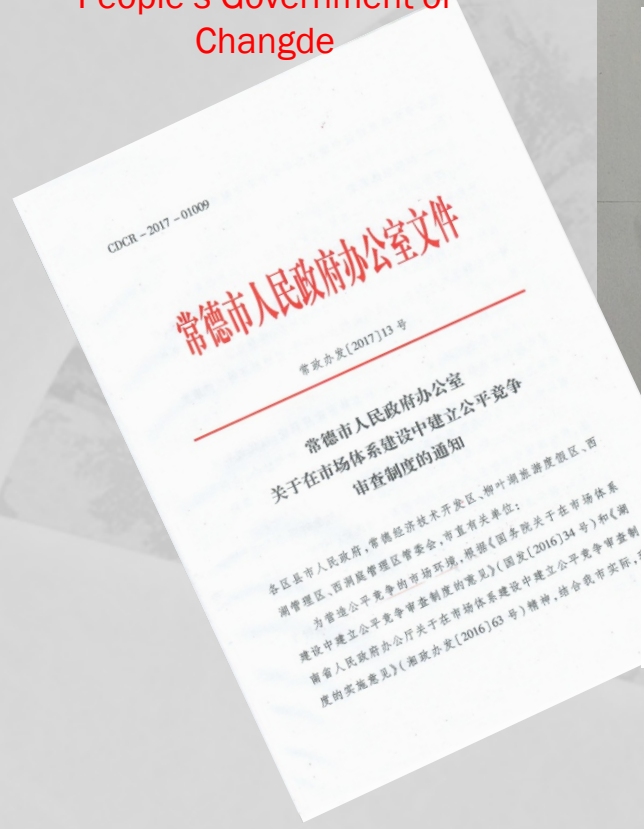 People's Government of
Changde
CDCR－2017－01009
常德市人民政府办公室文件
常政办发〔2017〕13 号
常德市人民政府办公室
关于在市场体系建设中建立公平竞争
审查制度的通知
各区县市人民政府，常德经济技术开发区、柳叶湖旅游度假区、西
湖管理区、西洞庭管理区管委会，市直有关单位：
为营造公平竞争的市场环境，根据《国务院关于在市场体系
建设中建立公平竞争审查制度的意见》（国发〔2016〕34 号）和《湖
南省人民政府办公厅关于在市场体系建设中建立公平竞争审查制
度的实施意见》（湘政办发〔2016〕63 号）精神，结合我市实际，